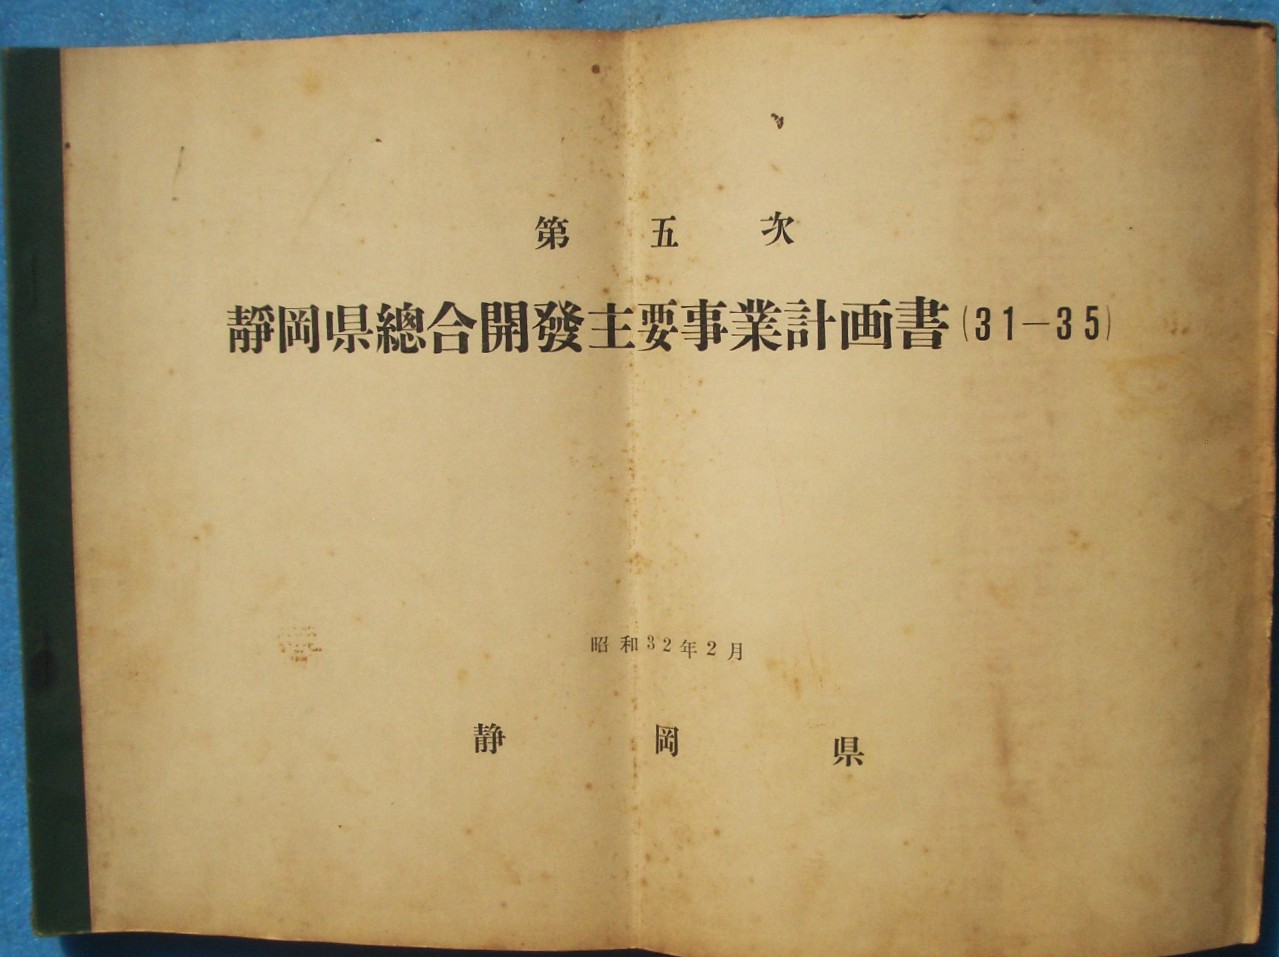 第五次
靜岡県總合開發主要事業計画書(31—35)
昭和32年2月
静岡県